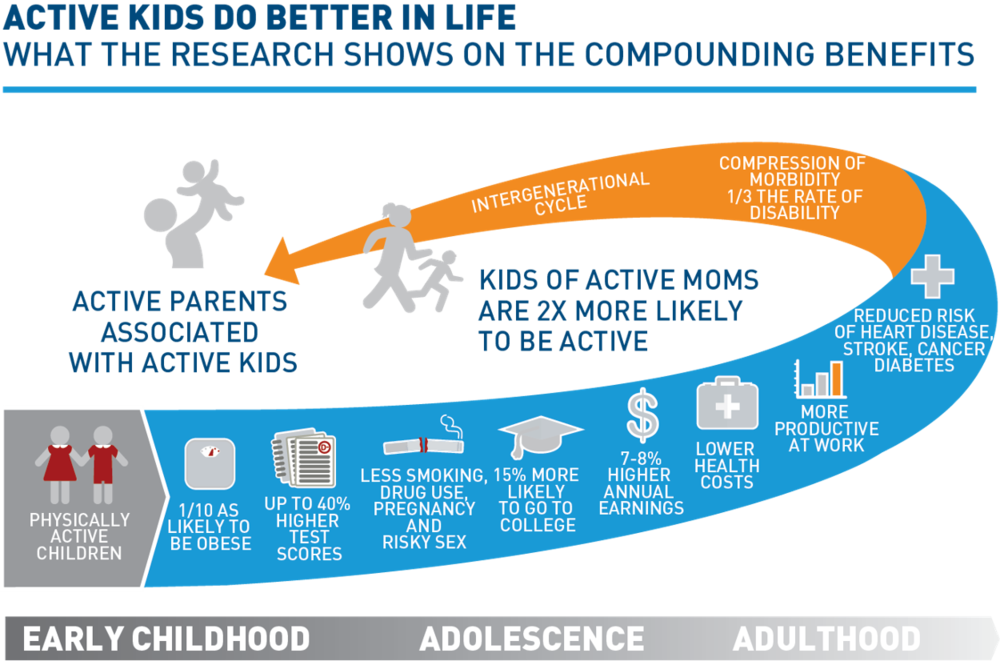 ACTIVE KIDS DO BETTER IN LIFE
WHAT THE RESEARCH SHOWS ON THE COMPOUNDING BENEFITS
COMPRESSION OF
MORBIDITY
1/3 THE RATE OF
DISABILITY
INTERGENERATIONAL
CYCLE
ACTIVE PARENTS
ASSOCIATED
WITH ACTIVE KIDS
KIDS OF ACTIVE MOMS
ARE 2X MORE LIKELY
TO BE ACTIVE
PHYSICALLY
ACTIVE
CHILDREN
1/10 AS
LIKELY TO
BE OBESE
UP TO 40%
HIGHER
TEST
SCORES
LESS SMOKING,
DRUG USE,
PREGNANCY
AND
RISKY SEX
15% MORE
LIKELY
TO GO TO
COLLEGE
7-8%
HIGHER
ANNUAL
EARNINGS
LOWER
HEALTH
COSTS
MORE
PRODUCTIVE
AT WORK
REDUCED RISK
OF HEART DISEASE,
STROKE, CANCER
DIABETES
EARLY CHILDHOOD
ADOLESCENCE
ADULTHOOD